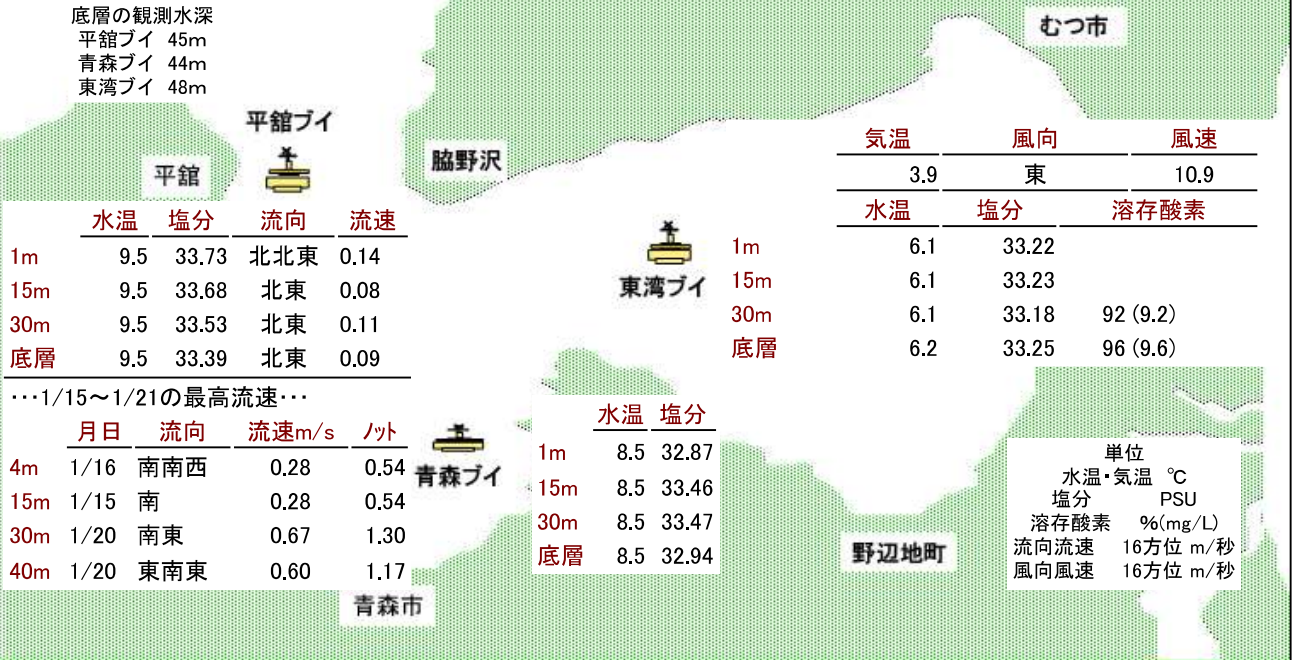 底層の観測水深
平舘ブイ 45m
青森ブイ 44m
東湾ブイ 48m
むつ市
平舘ブイ
脇野沢
平舘
気温 風向 風速
3.9 東 10.9
水温 塩分 溶存酸素
1m 6.1 33.22
15m 6.1 33.23
30m 6.1 33.18 92 (9.2)
底層 6.2 33.25 96 (9.6)
東湾ブイ
水温 塩分 流向 流速
1m 9.5 33.73 北北東 0.14
15m 9.5 33.68 北東 0.08
30m 9.5 33.53 北東 0.11
底層 9.5 33.39 北東 0.09
･･･1/15～1/21の最高流速･･･
月日 流向 流速m/s ノット
4m 1/16 南南西 0.28 0.54
15m 1/15 南 0.28 0.54
30m 1/20 南東 0.67 1.30
40m 1/20 東南東 0.60 1.17
青森ブイ
水温 塩分
1m 8.5 32.87
15m 8.5 33.46
30m 8.5 33.47
底層 8.5 32.94
単位
水温･気温 ℃
塩分 PSU
溶存酸素 %(mg/L)
流向流速 16方位 m/秒
風向風速 16方位 m/秒
野辺地町
青森市